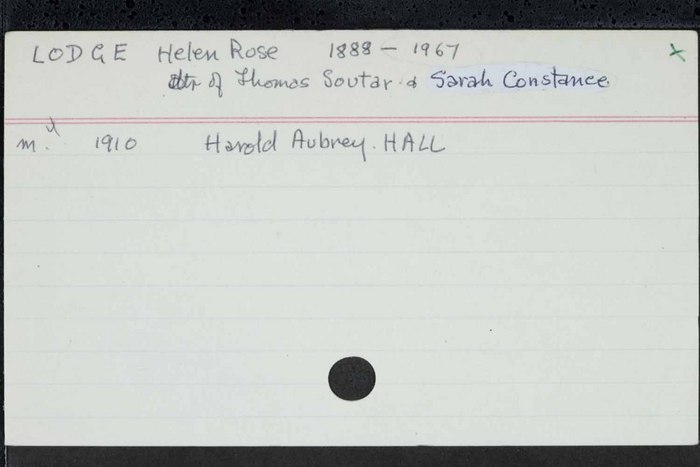 LODGE Helen Rose 1888 - 1967 x
dtr of Thomas Soutar & Sarah Constance
m.d 1910 Harold Aubrey. HALL